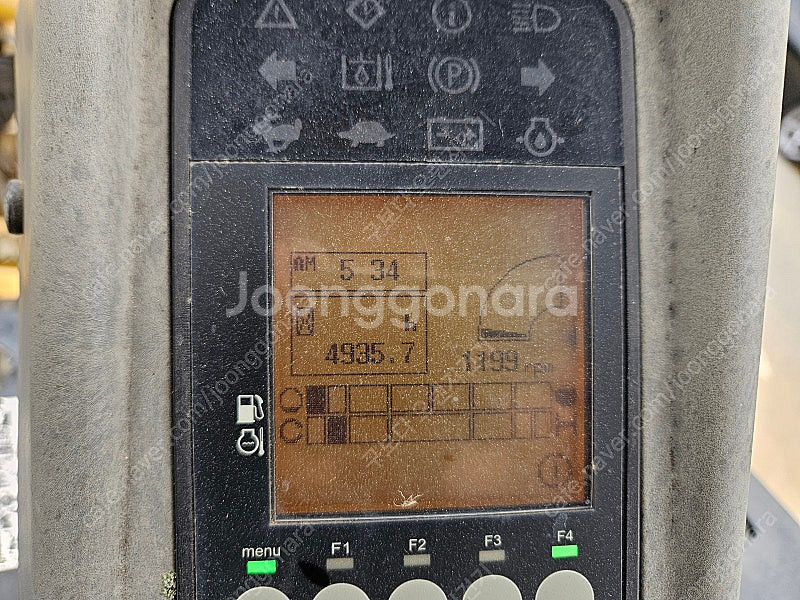 AM 5 34
h
4935.7
1199 rpm
Joonggonara
menu F1 F2 F3 F4